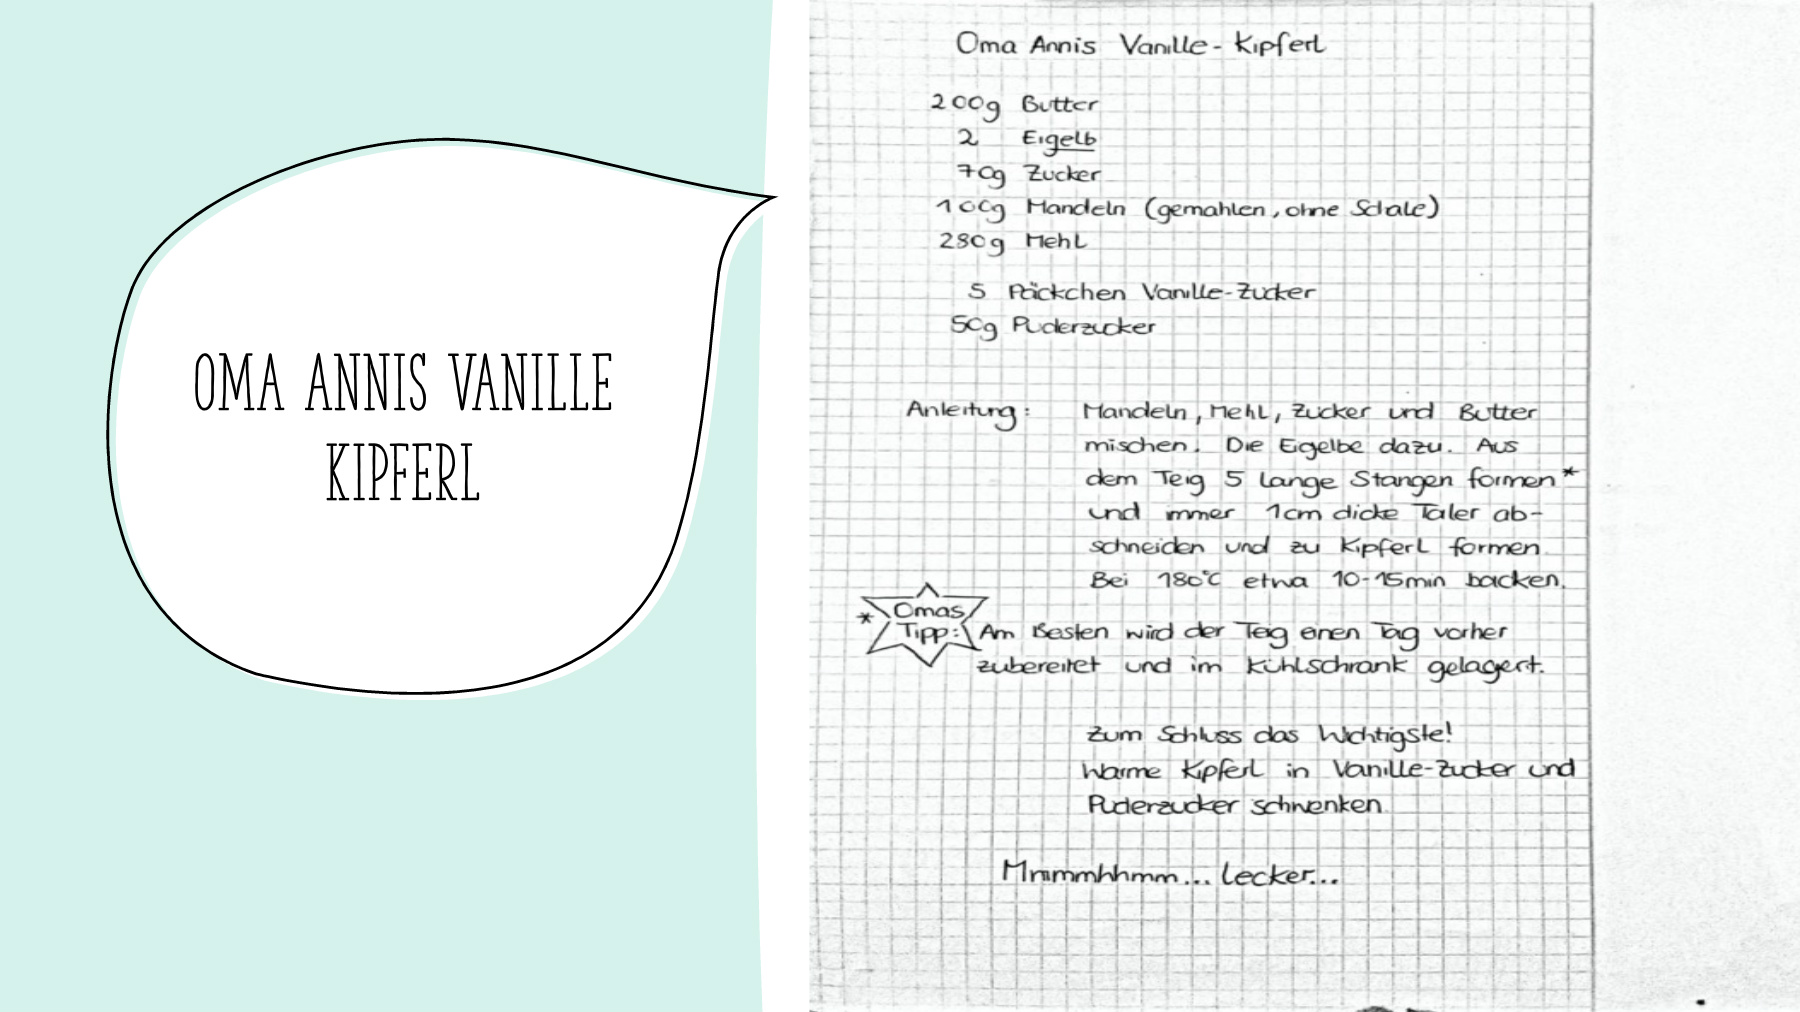 OMA ANNIS VANILLE
KIPFERL
Oma Annis Vanille-Kipferl
200g Butter
2 Eigelb
70g Zucker
100g Mandeln (gemahlen, ohne Schale)
280g Mehl
5 Päckchen Vanille-Zucker
50g Puderzucker
Anleitung: Mandeln, Mehl, Zucker und Butter
mischen. Die Eigelbe dazu. Aus
dem Teig 5 lange Stangen formen*
und immer 1cm dicke Taler ab-
schneiden und zu Kipferl formen.
Bei 180°C etwa 10-15min backen.
* Omas
Tipp: Am Besten wird der Teig einen Tag vorher
zubereitet und im Kühlschrank gelagert.
Zum Schluss das Wichtigste!
Warme Kipferl in Vanille-Zucker und
Puderzucker schwenken.
Mmmmhhmm... Lecker...